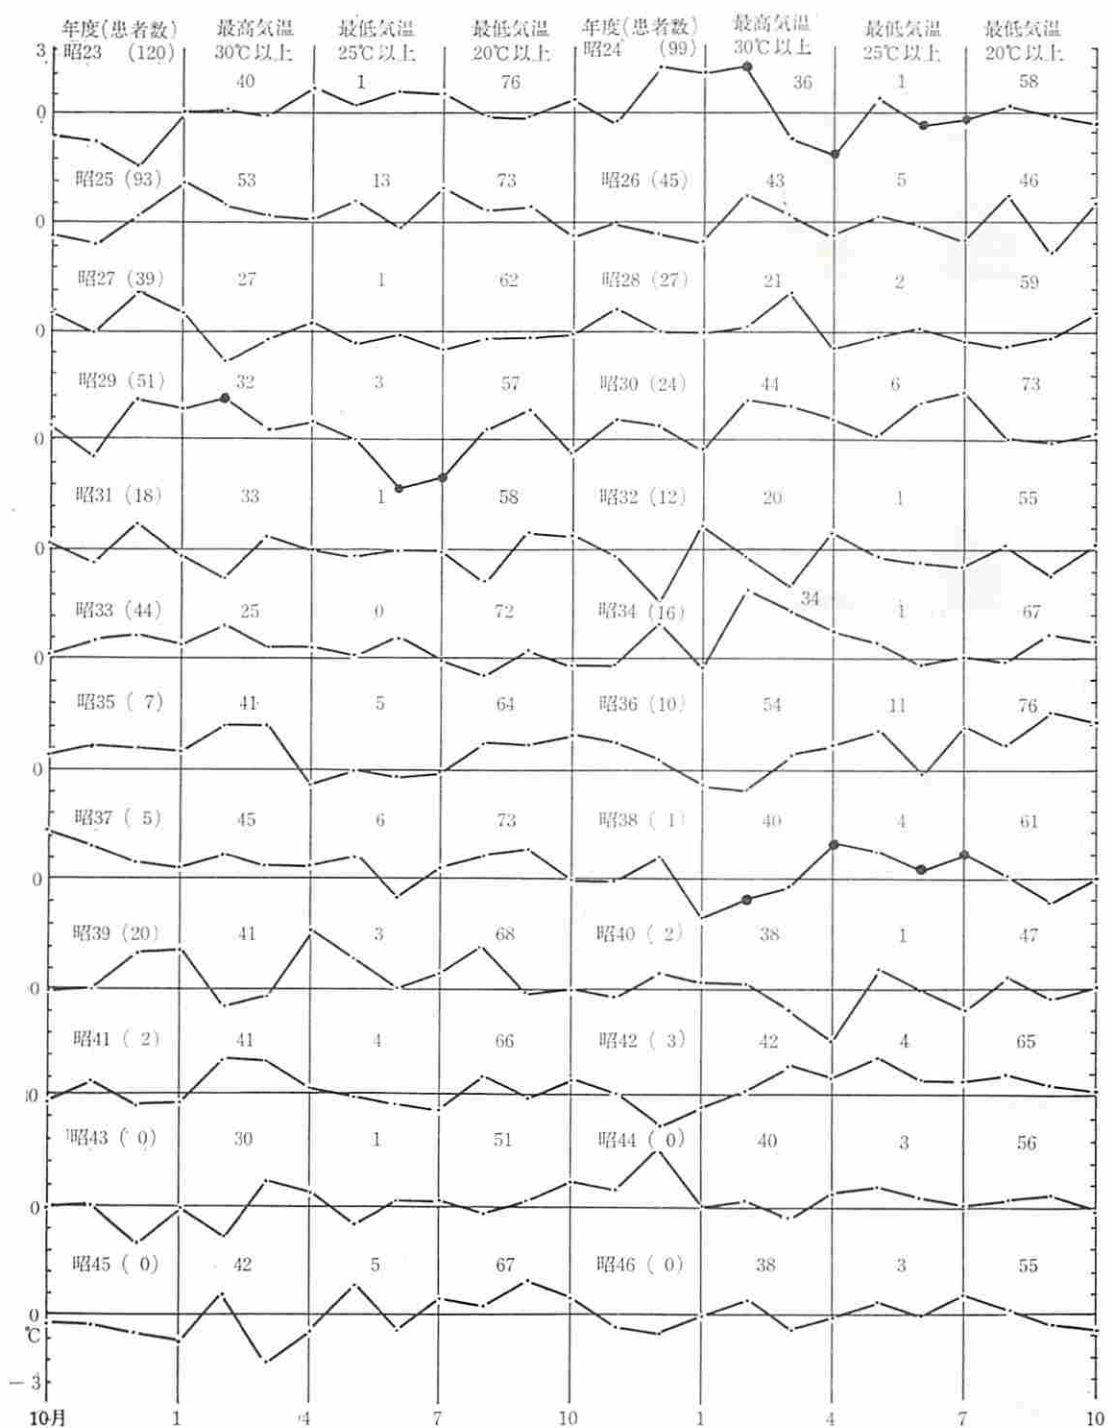 年度(患者数) 最高気温 最低気温 最低気温 年度(患者数) 最高気温 最低気温 最低気温
3 昭23 (120) 30℃以上 25℃以上 20℃以上 昭24 (99) 30℃以上 25℃以上 20℃以上
40 1 76 36 1 58
0
昭25 (93) 53 13 73 昭26 (45) 43 5 46
0
昭27 (39) 27 1 62 昭28 (27) 21 2 59
0
昭29 (51) 32 3 57 昭30 (24) 44 6 73
0
昭31 (18) 33 1 58 昭32 (12) 20 1 55
0
昭33 (44) 25 0 72 昭34 (16) 34 1 67
0
昭35 ( 7) 41 5 64 昭36 (10) 54 11 76
0
昭37 ( 5) 45 6 73 昭38 ( 1) 40 4 61
0
昭39 (20) 41 3 68 昭40 ( 2) 38 1 47
0
昭41 ( 2) 41 4 66 昭42 ( 3) 42 4 65
0
昭43 ( 0) 30 1 51 昭44 ( 0) 40 3 56
0
昭45 ( 0) 42 5 67 昭46 ( 0) 38 3 55
0
℃
－3
10月 1 4 7 10 1 4 7 10